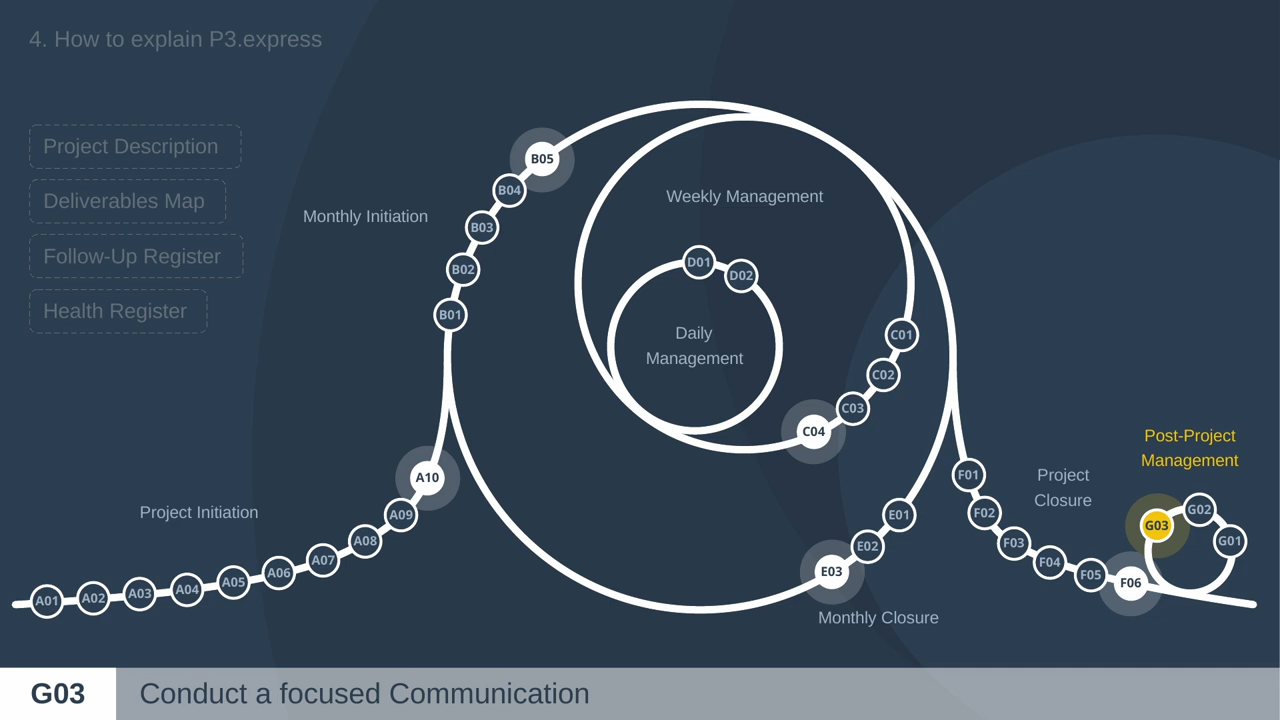 4. How to explain P3.express
Project Description
Deliverables Map
Follow-Up Register
Health Register
Monthly Initiation
B05
B04
B03
B02
B01
Weekly Management
D01
D02
Daily
Management
C01
C02
C03
C04
Project Initiation
A01
A02
A03
A04
A05
A06
A07
A08
A09
A10
E01
E02
E03
Monthly Closure
F01
F02
F03
F04
F05
F06
Project
Closure
Post-Project
Management
G03
G02
G01
G03
Conduct a focused Communication